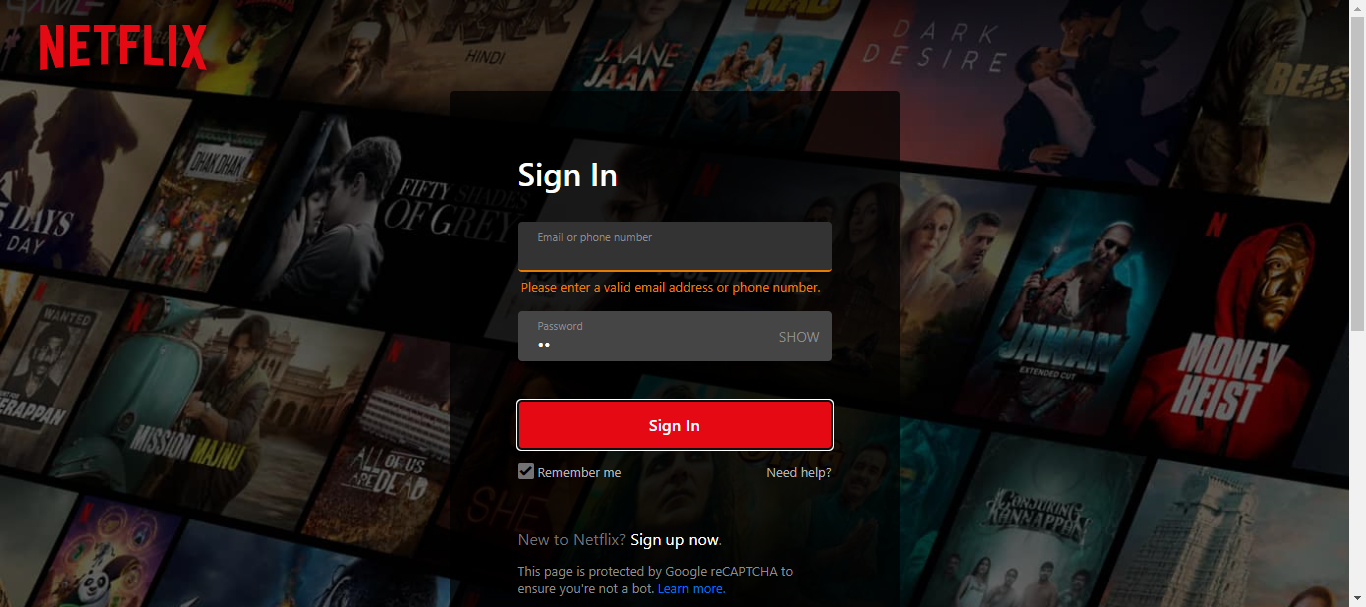 NETFLIX
HINDI
JAANE
JAAN
DARK
DESIRE
BEAS
DHAK DHAK
DAYS
DAY
FIFTY SHADES
OF GREY
Sign In
Email or phone number
Please enter a valid email address or phone number.
Password
••
SHOW
Sign In
Remember me
Need help?
New to Netflix? Sign up now.
This page is protected by Google reCAPTCHA to
ensure you're not a bot. Learn more.
WANTED
ERAPPAN
MISSION MAJNU
ALL OF US
ARE DEAD
SHE
JAWAN
EXTENDED CUT
MONEY
HEIST
CONJURING
KANNAPPAN